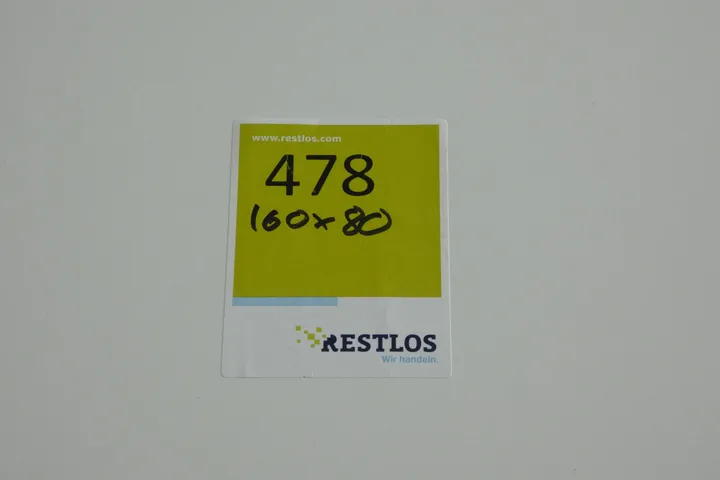 www.restlos.com
478
160x80
RESTLOS
Wir handeln.